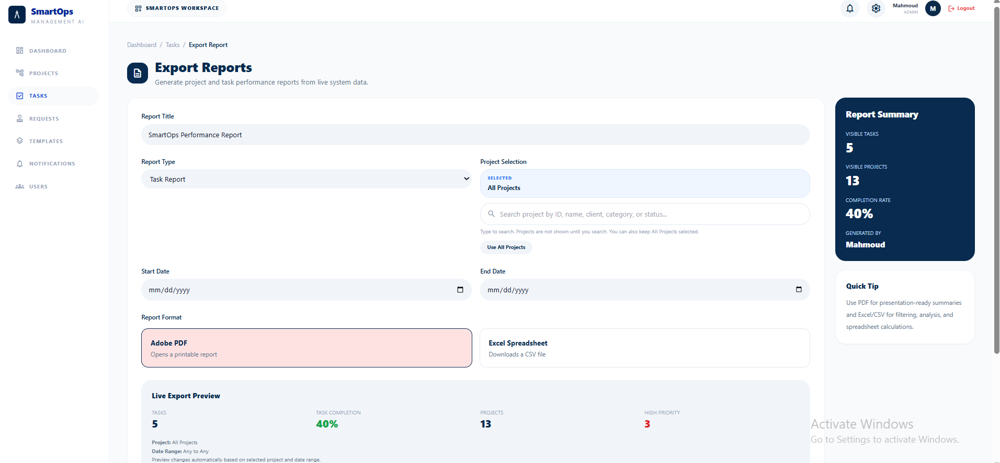 SmartOps
MANAGEMENT AI
DASHBOARD
PROJECTS
TASKS
REQUESTS
TEMPLATES
NOTIFICATIONS
USERS
SMARTOPS WORKSPACE
Mahmoud
ADMIN
M
Logout
Dashboard / Tasks / Export Report
Export Reports
Generate project and task performance reports from live system data.
Report Title
SmartOps Performance Report
Report Type
Task Report
Project Selection
SELECTED
All Projects
Search project by ID, name, client, category, or status...
Type to search. Projects are not shown until you search. You can also keep All Projects selected.
Use All Projects
Start Date
mm/dd/yyyy
End Date
mm/dd/yyyy
Report Format
Adobe PDF
Opens a printable report
Excel Spreadsheet
Downloads a CSV file
Live Export Preview
TASKS
5
TASK COMPLETION
40%
PROJECTS
13
HIGH PRIORITY
3
Project: All Projects
Date Range: Any to Any
Preview changes automatically based on selected project and date range.
Report Summary
VISIBLE TASKS
5
VISIBLE PROJECTS
13
COMPLETION RATE
40%
GENERATED BY
Mahmoud
Quick Tip
Use PDF for presentation-ready summaries
and Excel/CSV for filtering, analysis, and
spreadsheet calculations.
Activate Windows
Go to Settings to activate Windows.